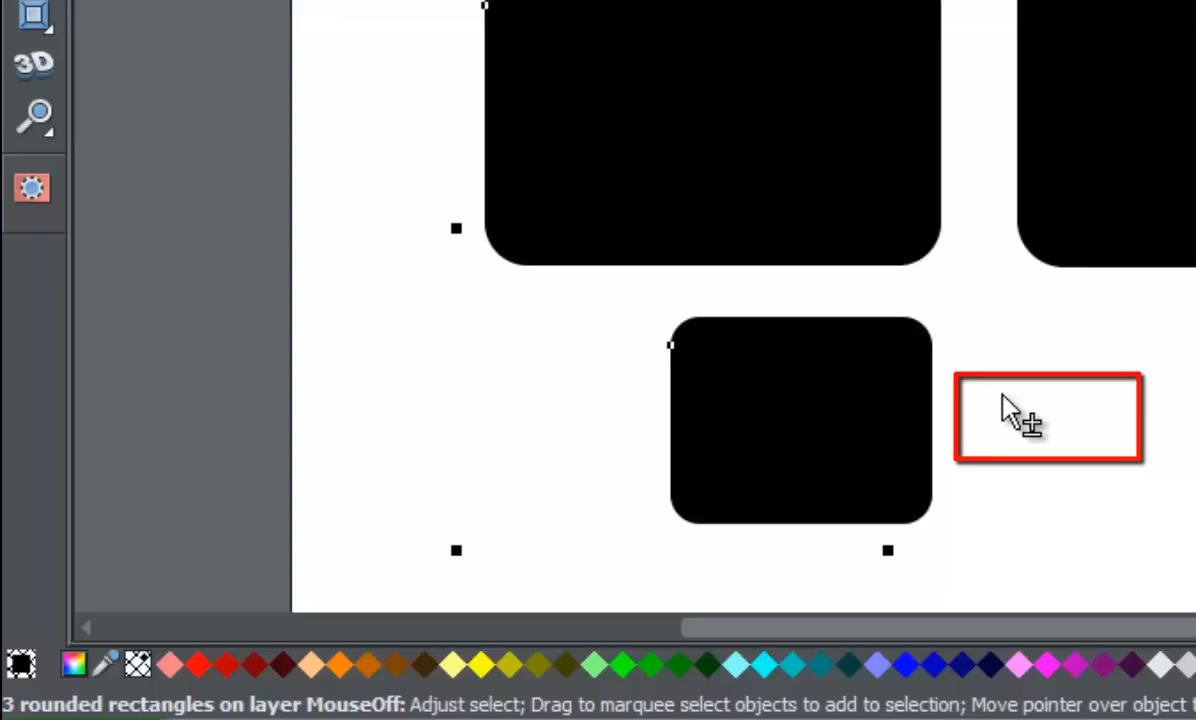 3D
3 rounded rectangles on layer MouseOff: Adjust select; Drag to marquee select objects to add to selection; Move pointer over object